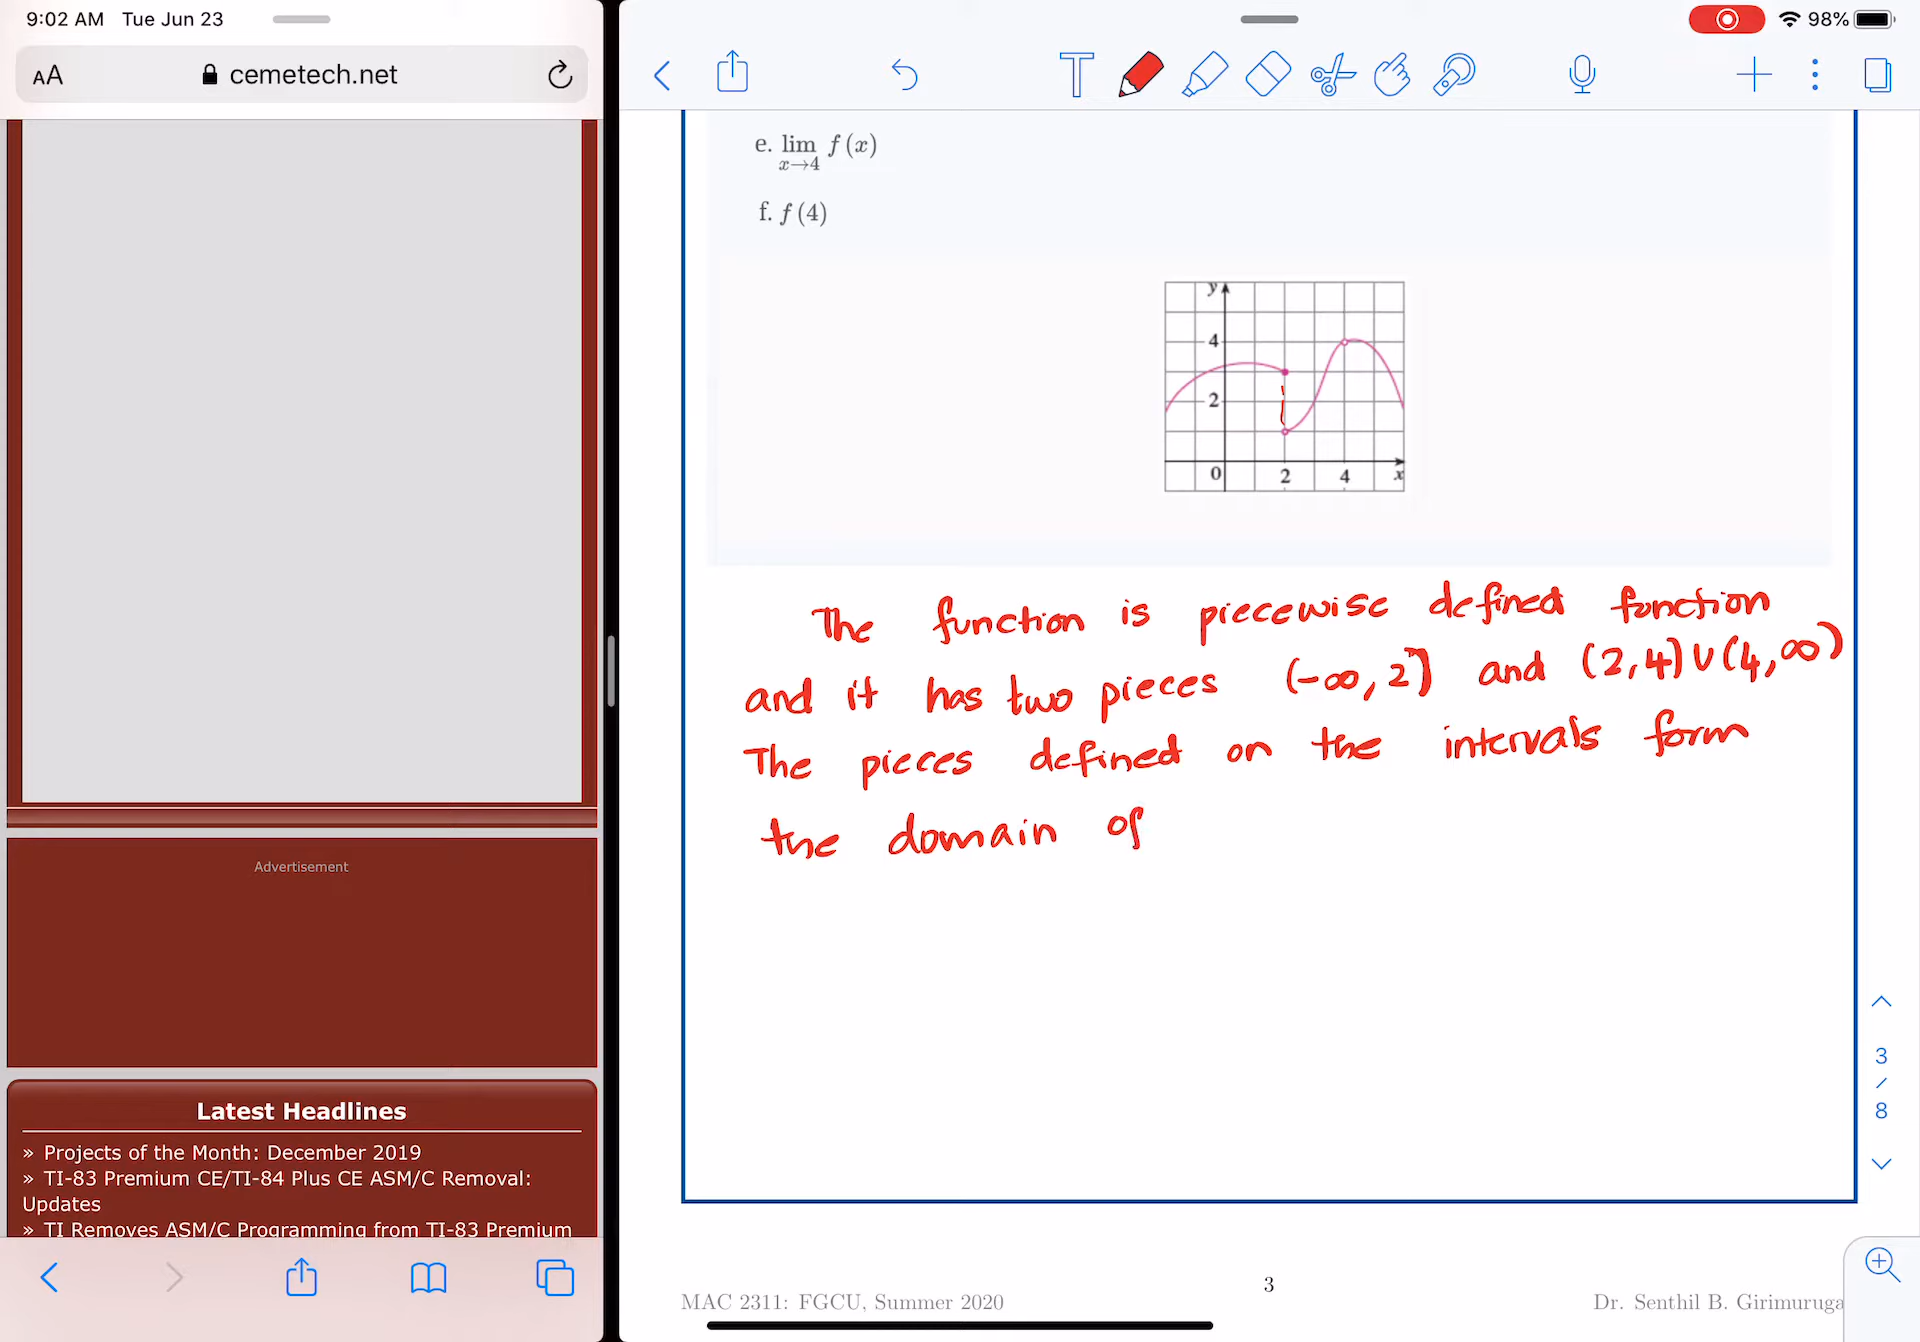 9:02 AM Tue Jun 23
98%
AA cemetech.net
e. lim f(x)
x→4
f. f(4)
y
4
2
0 2 4 x
The function is piecewise defined function
and it has two pieces (-∞, 2] and (2,4)∪(4,∞)
The pieces defined on the intervals form
the domain of
Advertisement
Latest Headlines
» Projects of the Month: December 2019
» TI-83 Premium CE/TI-84 Plus CE ASM/C Removal:
Updates
» TI Removes ASM/C Programming from TI-83 Premium
3
/
8
3
MAC 2311: FGCU, Summer 2020
Dr. Senthil B. Girimuruga